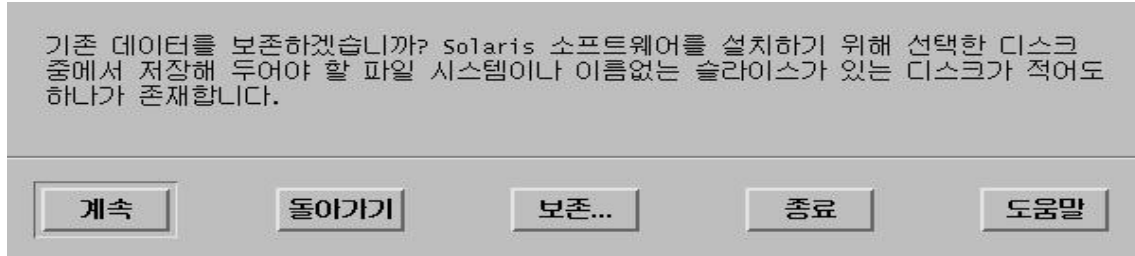 기존 데이터를 보존하겠습니까? Solaris 소프트웨어를 설치하기 위해 선택한 디스크
중에서 저장해 두어야 할 파일 시스템이나 이름없는 슬라이스가 있는 디스크가 적어도
하나가 존재합니다.
계속 돌아가기 보존... 종료 도움말